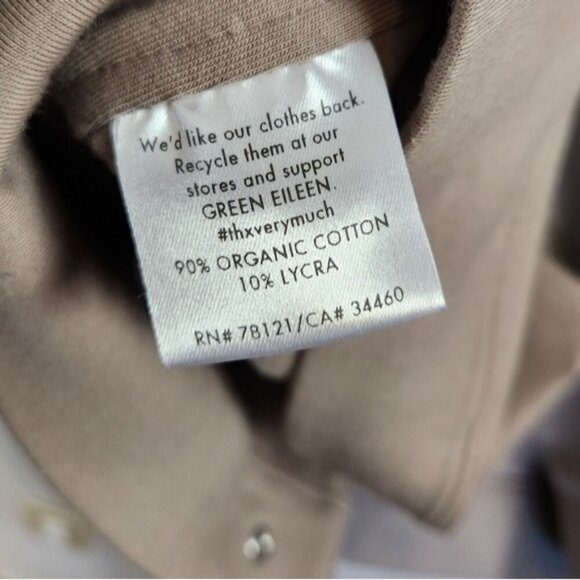 We'd like our clothes back.
Recycle them at our
stores and support
GREEN EILEEN.
#thxverymuch
90% ORGANIC COTTON
10% LYCRA
RN# 78121/CA# 34460